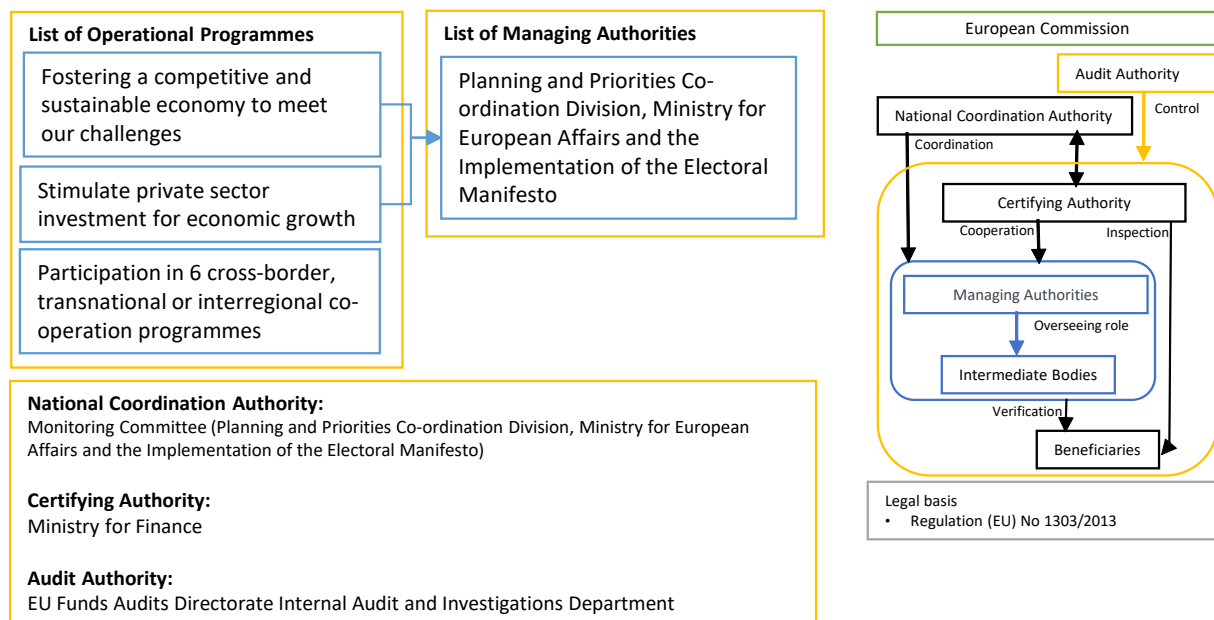 List of Operational Programmes
Fostering a competitive and
sustainable economy to meet
our challenges
Stimulate private sector
investment for economic growth
Participation in 6 cross-border,
transnational or interregional co-
operation programmes
List of Managing Authorities
Planning and Priorities Co-
ordination Division, Ministry for
European Affairs and the
Implementation of the Electoral
Manifesto
National Coordination Authority:
Monitoring Committee (Planning and Priorities Co-ordination Division, Ministry for European
Affairs and the Implementation of the Electoral Manifesto)
Certifying Authority:
Ministry for Finance
Audit Authority:
EU Funds Audits Directorate Internal Audit and Investigations Department
European Commission
Audit Authority
Control
National Coordination Authority
Coordination
Certifying Authority
Cooperation
Inspection
Managing Authorities
Overseeing role
Intermediate Bodies
Verification
Beneficiaries
Legal basis
• Regulation (EU) No 1303/2013